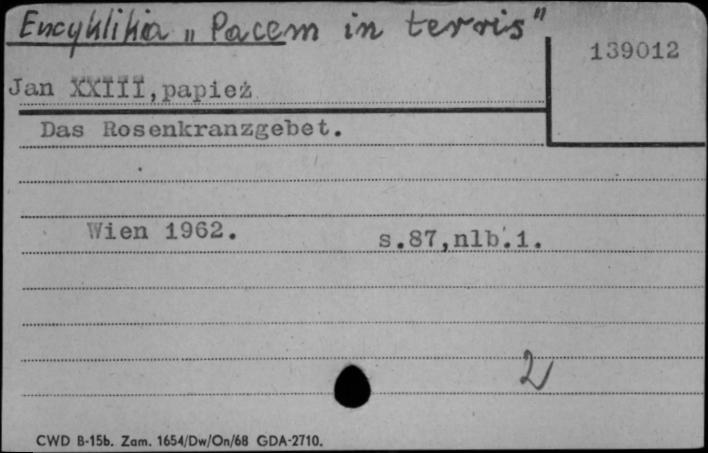 Encyklika „Pacem in terris"
139012
Jan XXIII,papież
Das Rosenkranzgebet.
Wien 1962. s.87,nlb.1.
2
CWD B-15b. Zam. 1654/Dw/On/68 GDA-2710.